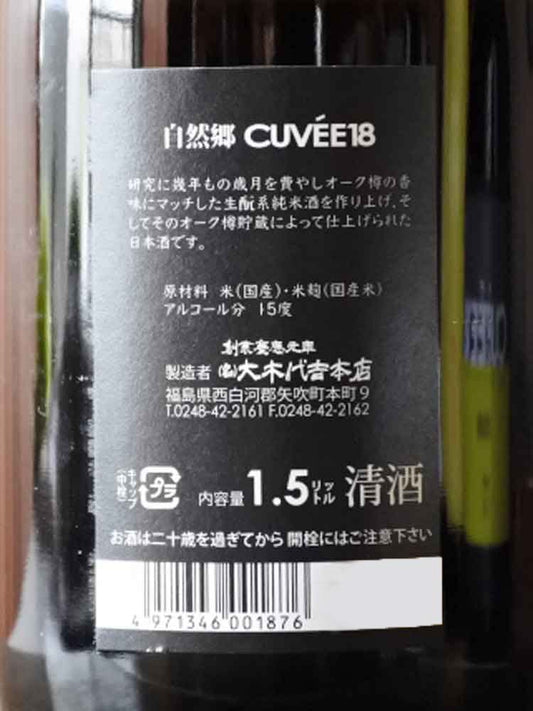 自然郷 CUVÉE18
研究に幾年もの歳月を費やしオーク樽の香
味にマッチした生酛系純米酒を作り上げ、そ
してそのオーク樽貯蔵によって仕上げられた
日本酒です。
原材料 米(国産)・米麹(国産米)
アルコール分 15度
創業慶應元年
製造者 (名)大木代吉本店
福島県西白河郡矢吹町本町9
T.0248-42-2161 F.0248-42-2162
キャップ
(中栓)
プラ
内容量 1.5リットル 清酒
お酒は二十歳を過ぎてから 開栓にはご注意下さい
4 971346 001876